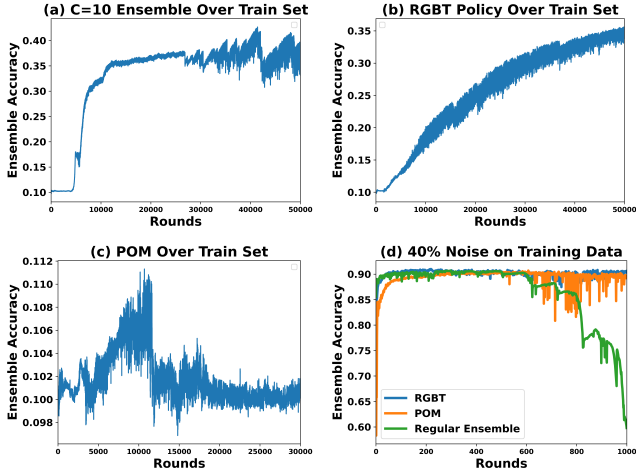 (a) C=10 Ensemble Over Train Set
Ensemble Accuracy
0.40
0.35
0.30
0.25
0.20
0.15
0.10
0 10000 20000 30000 40000 50000
Rounds
(b) RGBT Policy Over Train Set
Ensemble Accuracy
0.35
0.30
0.25
0.20
0.15
0.10
0 10000 20000 30000 40000 50000
Rounds
(c) POM Over Train Set
Ensemble Accuracy
0.112
0.110
0.108
0.106
0.104
0.102
0.100
0.098
0 5000 10000 15000 20000 25000 30000
Rounds
(d) 40% Noise on Training Data
Ensemble Accuracy
0.90
0.85
0.80
0.75
0.70
0.65
0.60
RGBT
POM
Regular Ensemble
0 200 400 600 800 1000
Rounds